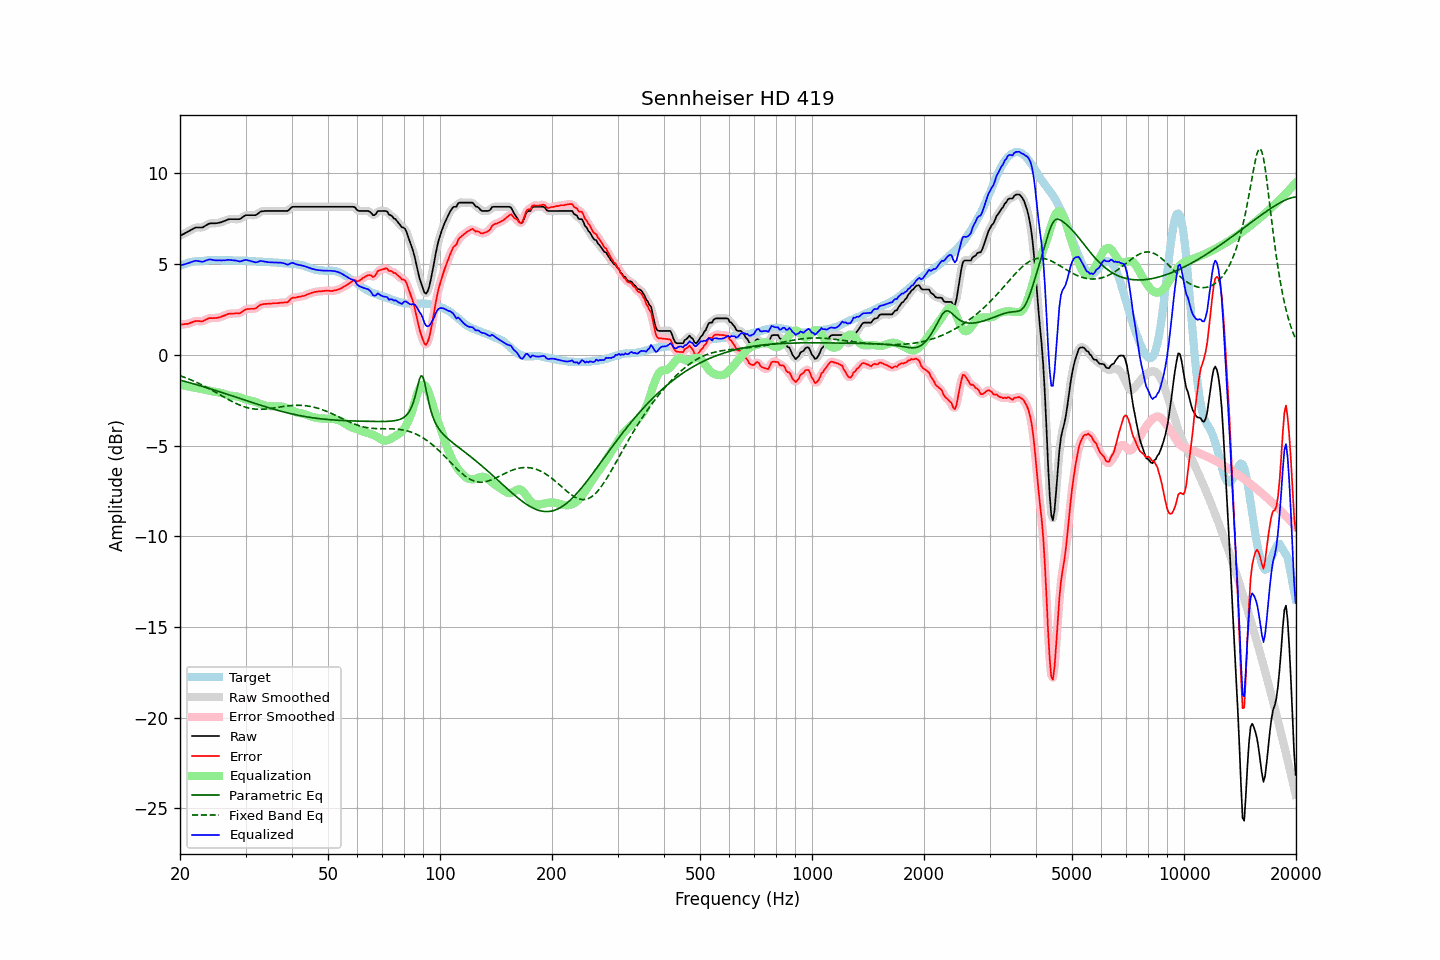 Sennheiser HD 419
Amplitude (dBr)
10
5
0
−5
−10
−15
−20
−25
Target
Raw Smoothed
Error Smoothed
Raw
Error
Equalization
Parametric Eq
Fixed Band Eq
Equalized
20 50 100 200 500 1000 2000 5000 10000 20000
Frequency (Hz)